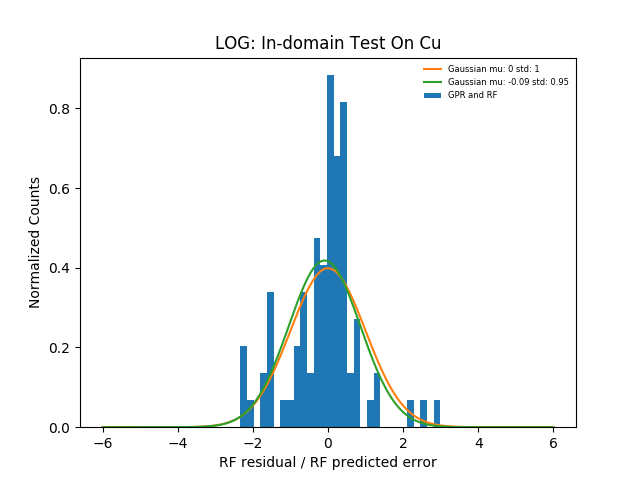 LOG: In-domain Test On Cu
Gaussian mu: 0 std: 1
Gaussian mu: -0.09 std: 0.95
GPR and RF
Normalized Counts
0.8
0.6
0.4
0.2
0.0
−6 −4 −2 0 2 4 6
RF residual / RF predicted error